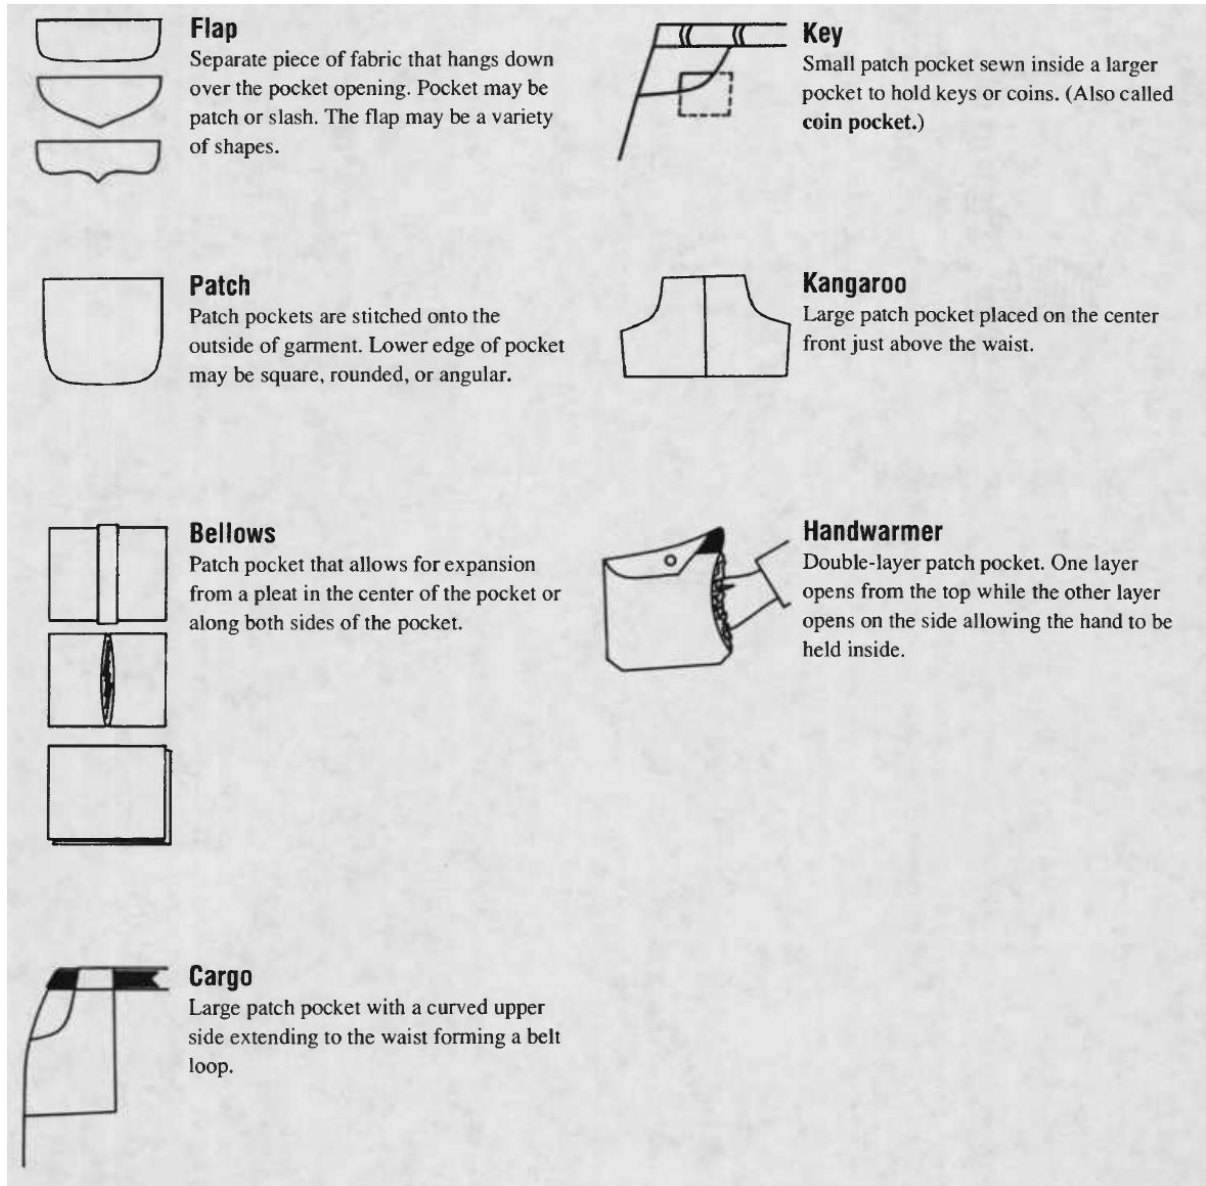 Flap
Separate piece of fabric that hangs down
over the pocket opening. Pocket may be
patch or slash. The flap may be a variety
of shapes.
Patch
Patch pockets are stitched onto the
outside of garment. Lower edge of pocket
may be square, rounded, or angular.
Bellows
Patch pocket that allows for expansion
from a pleat in the center of the pocket or
along both sides of the pocket.
Cargo
Large patch pocket with a curved upper
side extending to the waist forming a belt
loop.
Key
Small patch pocket sewn inside a larger
pocket to hold keys or coins. (Also called
coin pocket.)
Kangaroo
Large patch pocket placed on the center
front just above the waist.
Handwarmer
Double-layer patch pocket. One layer
opens from the top while the other layer
opens on the side allowing the hand to be
held inside.